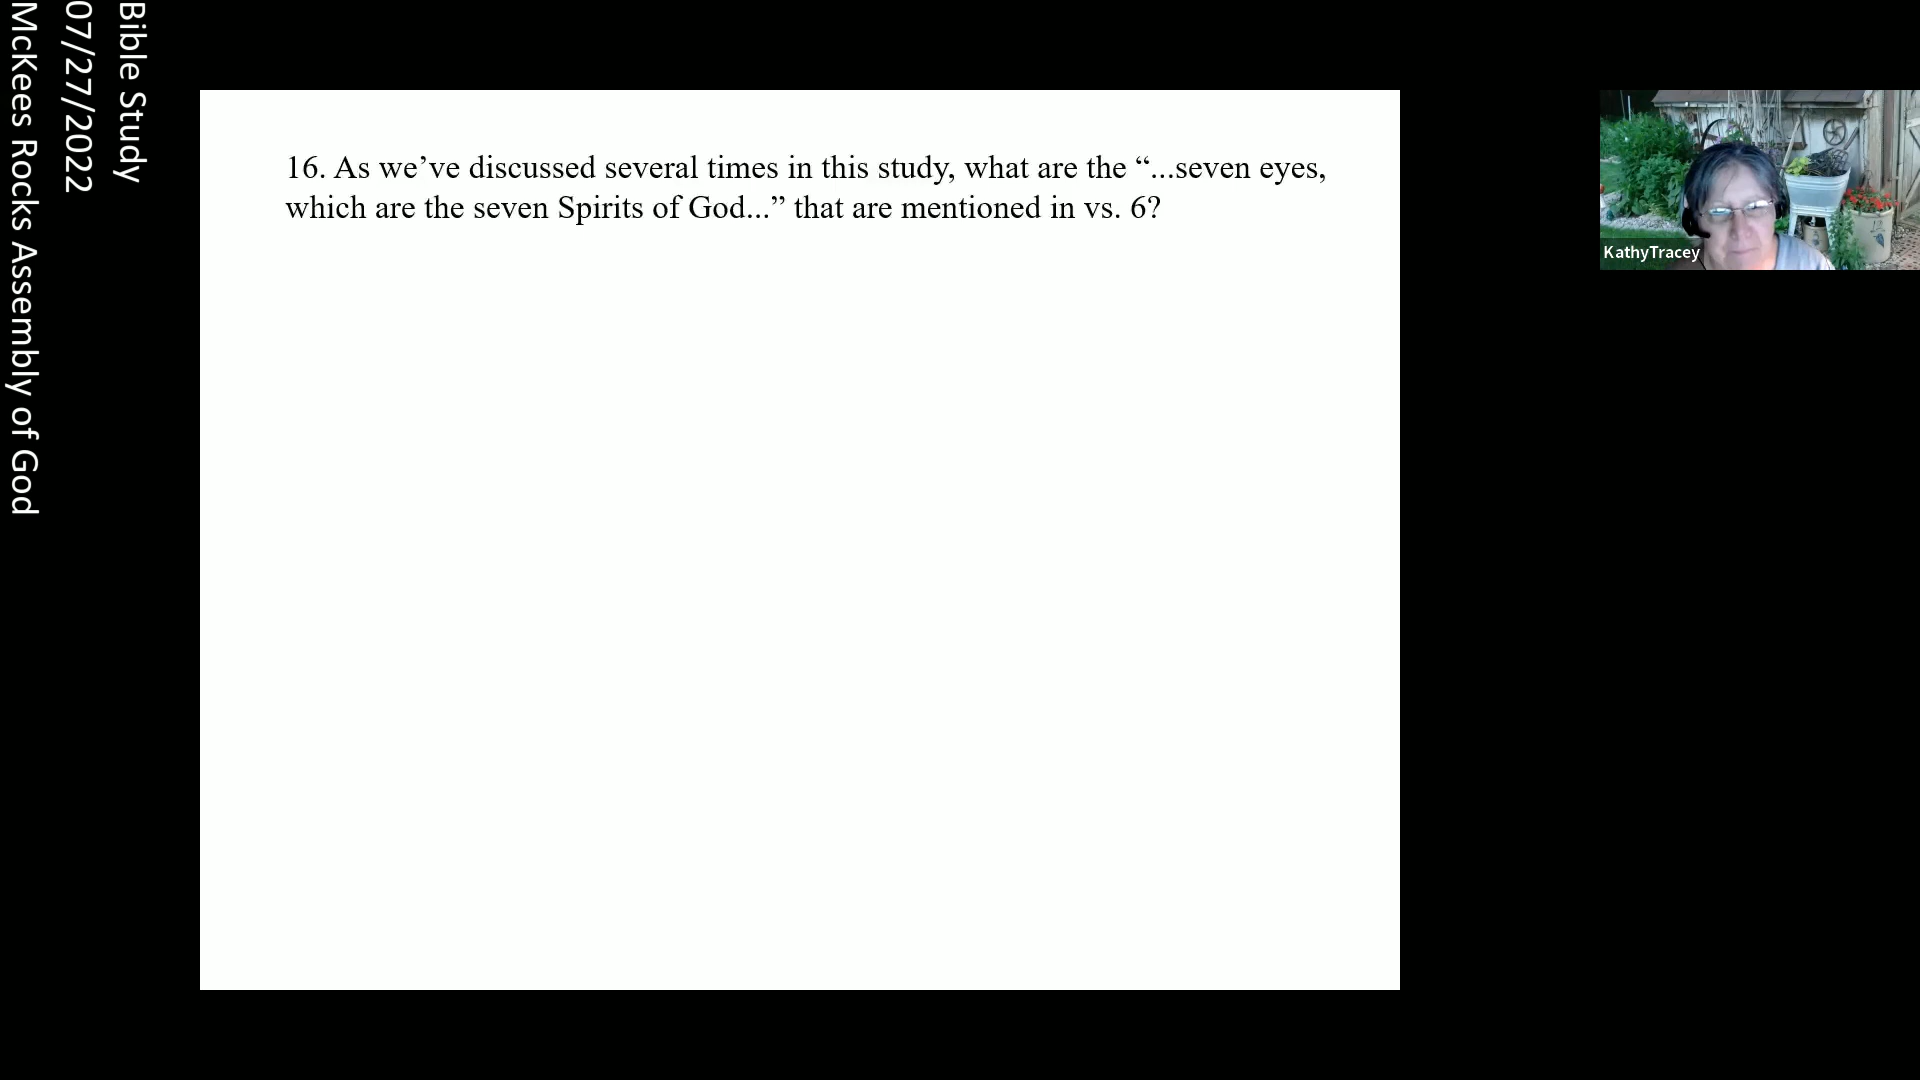 Bible Study
07/27/2022
McKees Rocks Assembly of God
16. As we’ve discussed several times in this study, what are the “...seven eyes,
which are the seven Spirits of God...” that are mentioned in vs. 6?
KathyTracey